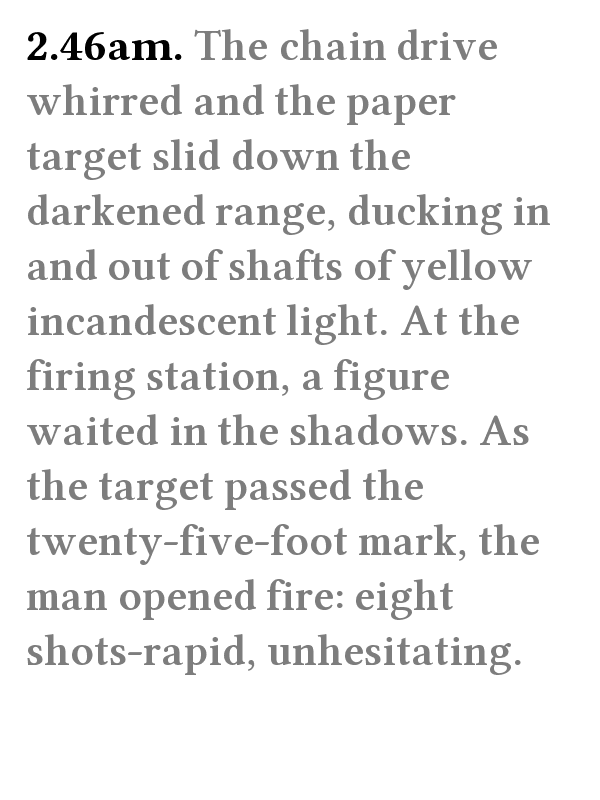 2.46am. The chain drive
whirred and the paper
target slid down the
darkened range, ducking in
and out of shafts of yellow
incandescent light. At the
firing station, a figure
waited in the shadows. As
the target passed the
twenty-five-foot mark, the
man opened fire: eight
shots-rapid, unhesitating.